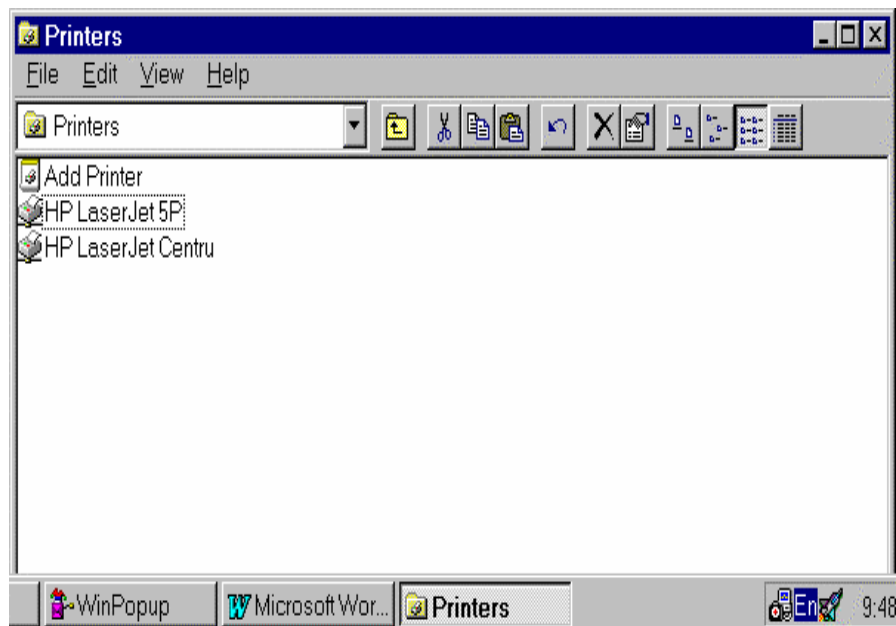 Printers
File Edit View Help
Printers
Add Printer
HP LaserJet 5P
HP LaserJet Centru
WinPopup Microsoft Wor... Printers En 9:48